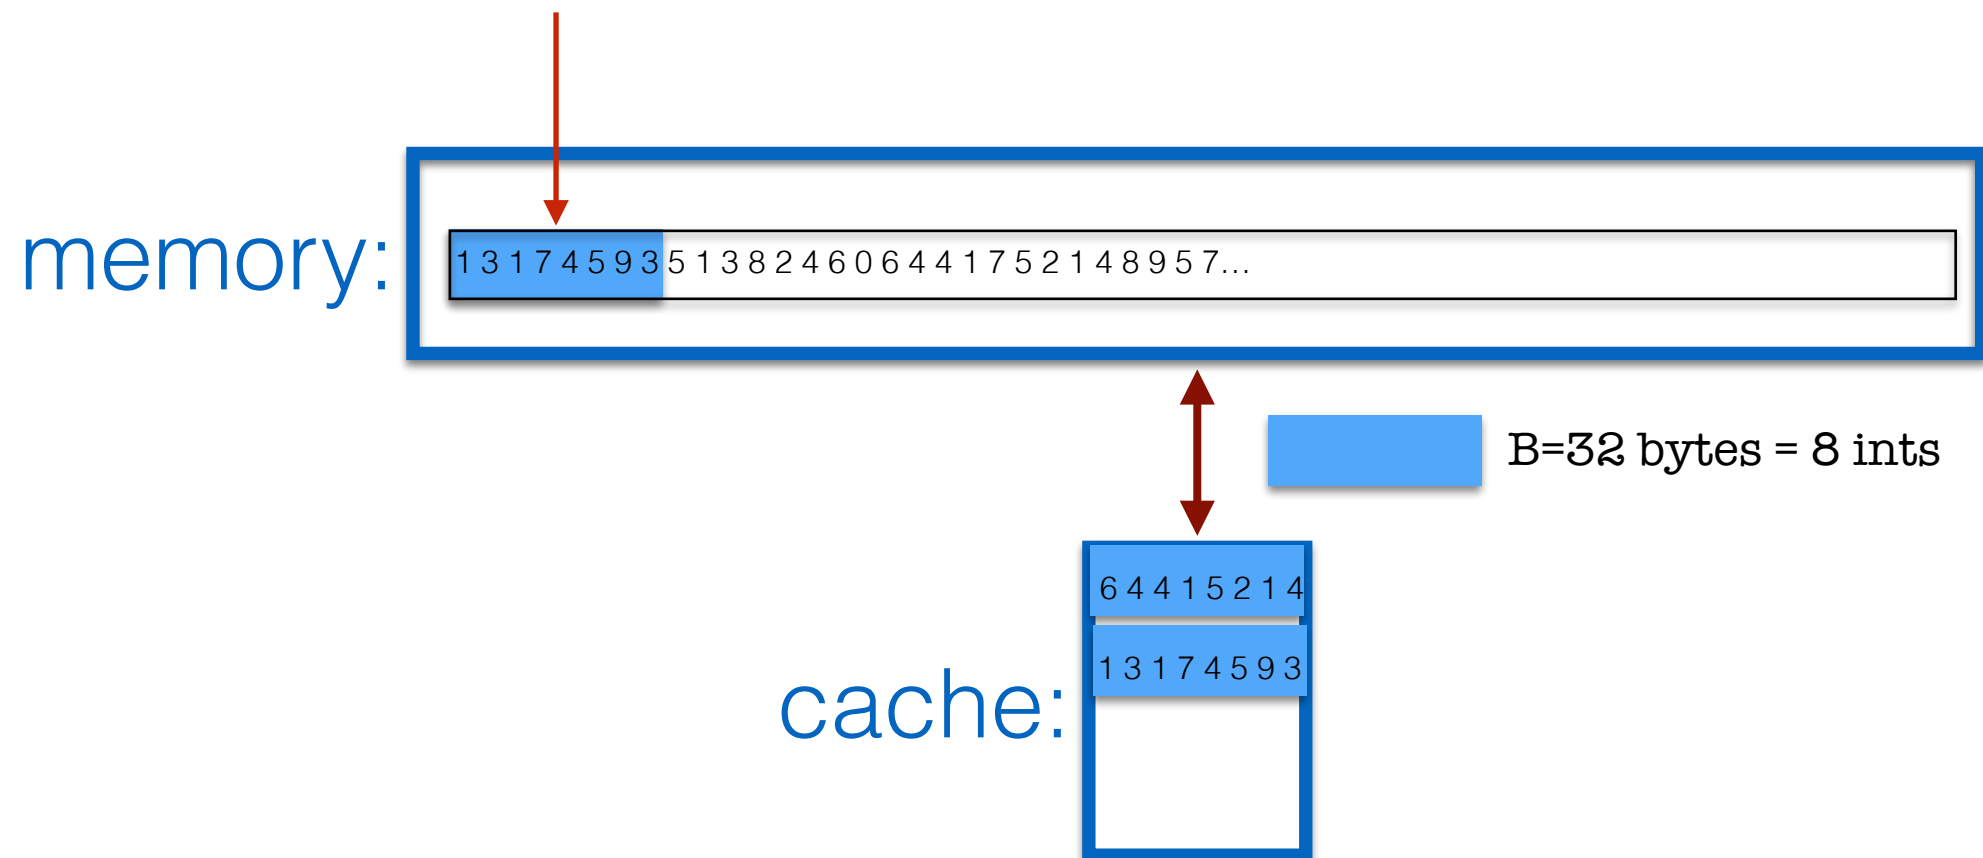 memory:
1 3 1 7 4 5 9 3 5 1 3 8 2 4 6 0 6 4 4 1 7 5 2 1 4 8 9 5 7...
B=32 bytes = 8 ints
6 4 4 1 5 2 1 4
cache:
1 3 1 7 4 5 9 3